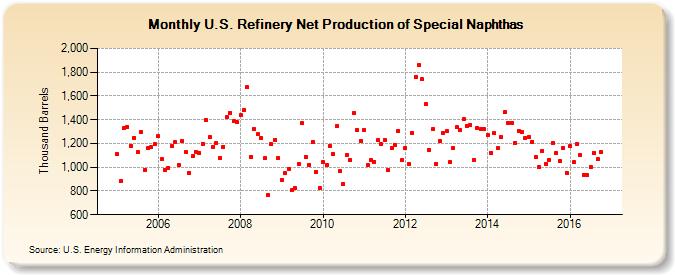 Monthly U.S. Refinery Net Production of Special Naphthas
Thousand Barrels
2,000
1,800
1,600
1,400
1,200
1,000
800
600
2006 2008 2010 2012 2014 2016
Source: U.S. Energy Information Administration